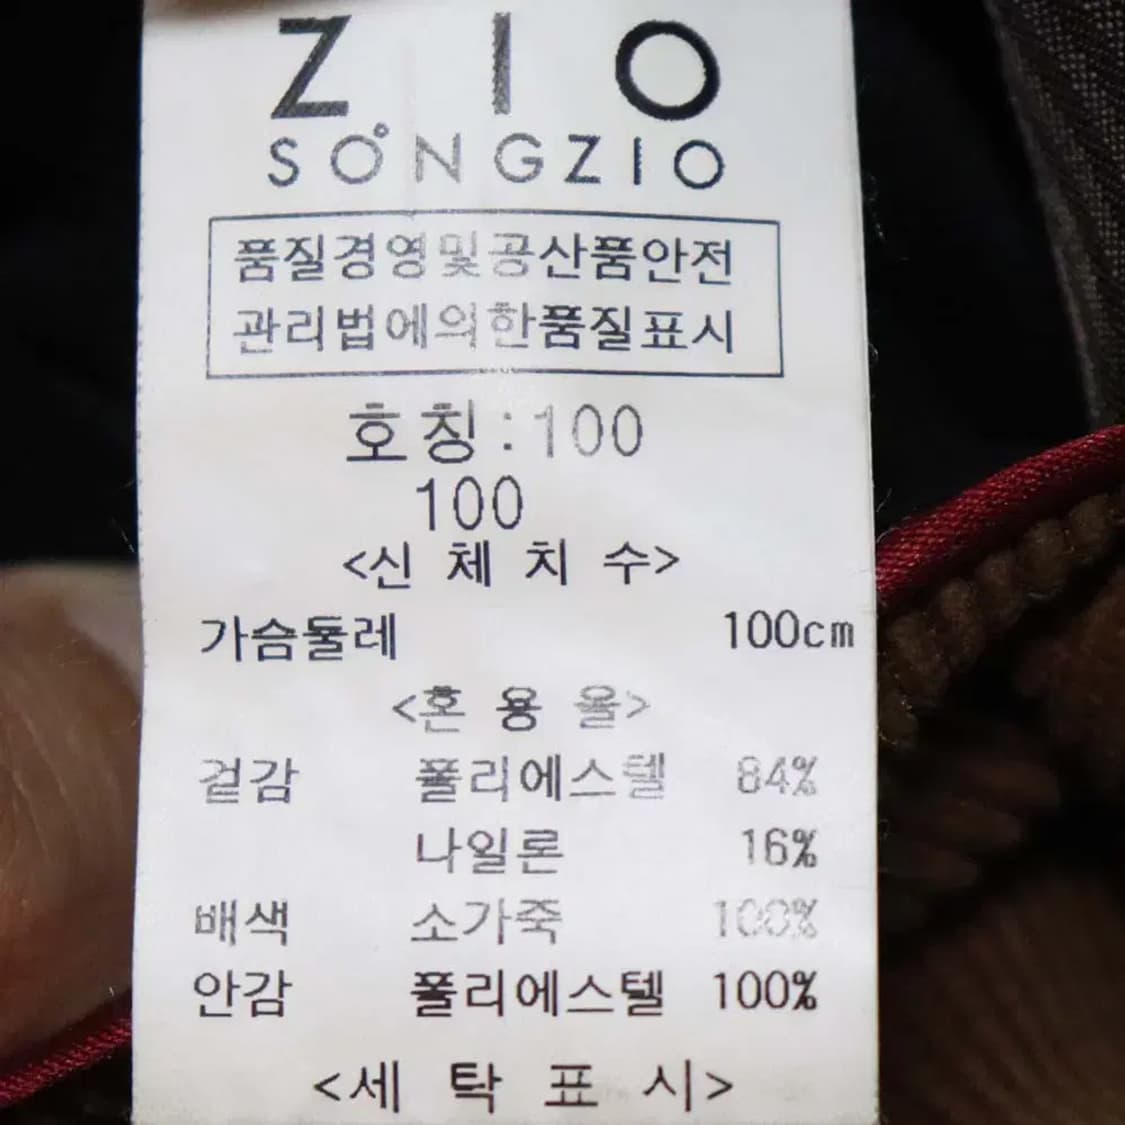 ZIO
SONGZIO
품질경영및공산품안전
관리법에의한품질표시
호칭:100
100
<신체치수>
가슴둘레 100cm
<혼용율>
겉감 폴리에스텔 84%
나일론 16%
배색 소가죽 100%
안감 폴리에스텔 100%
<세탁표시>